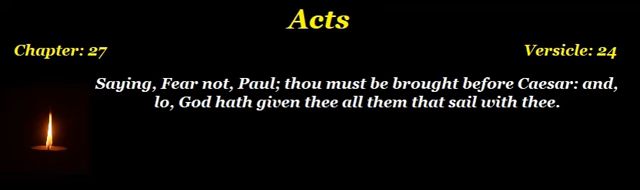 Acts
Chapter: 27
Versicle: 24
Saying, Fear not, Paul; thou must be brought before Caesar: and,
lo, God hath given thee all them that sail with thee.